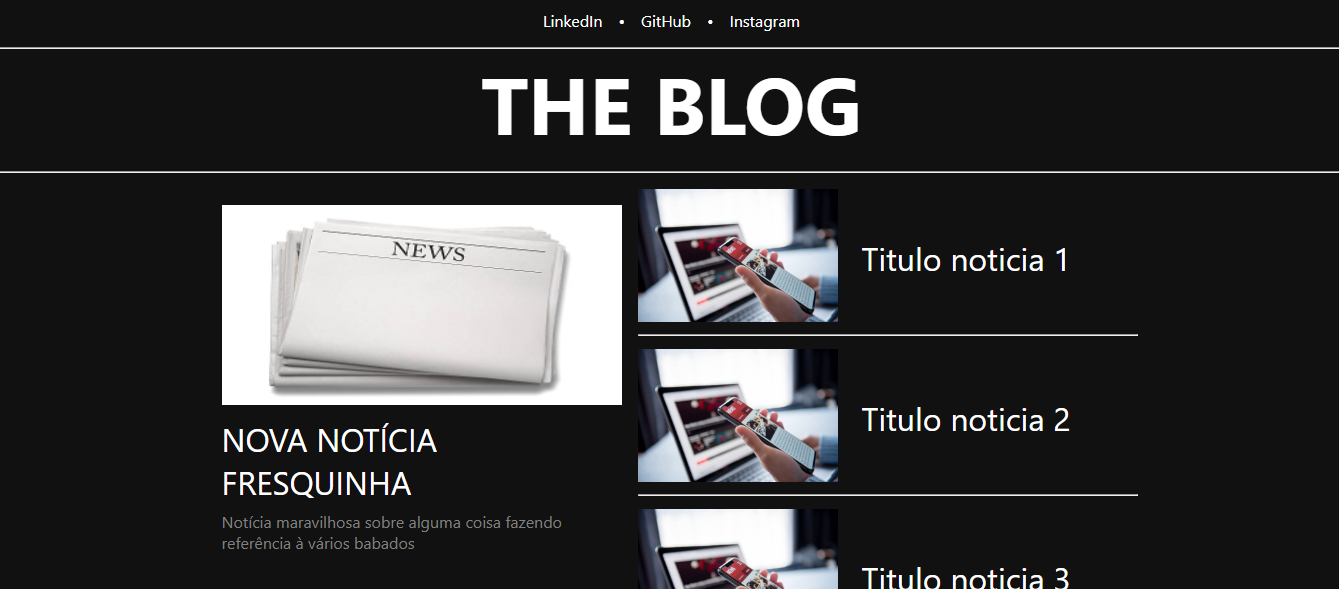 LinkedIn • GitHub • Instagram
THE BLOG
NEWS
NOVA NOTÍCIA
FRESQUINHA
Notícia maravilhosa sobre alguma coisa fazendo
referência à vários babados
Titulo noticia 1
Titulo noticia 2
Titulo noticia 3